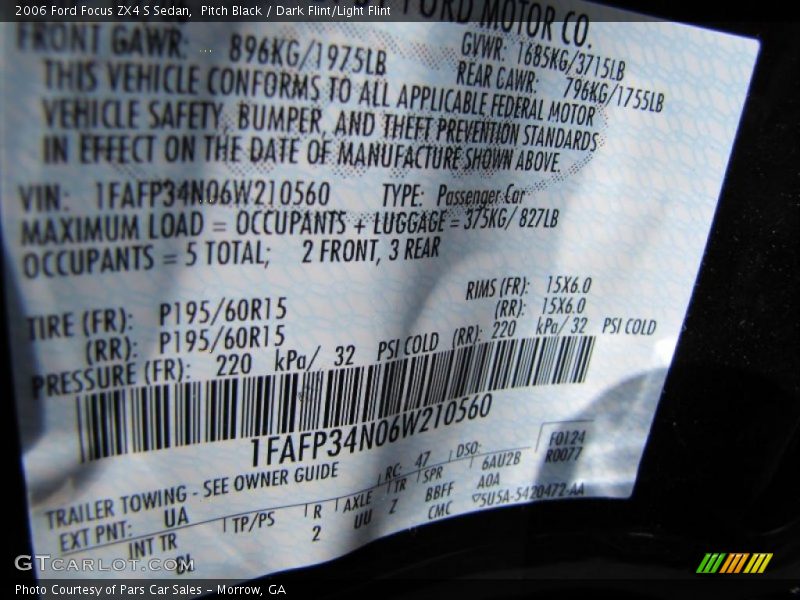 2006 Ford Focus ZX4 S Sedan, Pitch Black / Dark Flint/Light Flint
FORD MOTOR CO.
FRONT GAWR: 896KG/1975LB GVWR: 1685KG/3715LB
REAR GAWR: 796KG/1755LB
THIS VEHICLE CONFORMS TO ALL APPLICABLE FEDERAL MOTOR
VEHICLE SAFETY, BUMPER, AND THEFT PREVENTION STANDARDS
IN EFFECT ON THE DATE OF MANUFACTURE SHOWN ABOVE.
VIN: 1FAFP34N06W210560 TYPE: Passenger Car
MAXIMUM LOAD = OCCUPANTS + LUGGAGE = 375KG/ 827LB
OCCUPANTS = 5 TOTAL; 2 FRONT, 3 REAR
TIRE (FR): P195/60R15 RIMS (FR): 15X6.0
(RR): P195/60R15 (RR): 15X6.0
PRESSURE (FR): 220 kPa/ 32 PSI COLD (RR): 220 kPa/ 32 PSI COLD
1FAFP34N06W210560
TRAILER TOWING - SEE OWNER GUIDE RC: 47 DSO: F0124
EXT PNT: UA TP/PS R AXLE TR SPR 6AU2B R0077
INT TR 2 UU Z BBFF A0A
CMC 5U5A-5420472-AA
GTcarlot.com
Photo Courtesy of Pars Car Sales – Morrow, GA